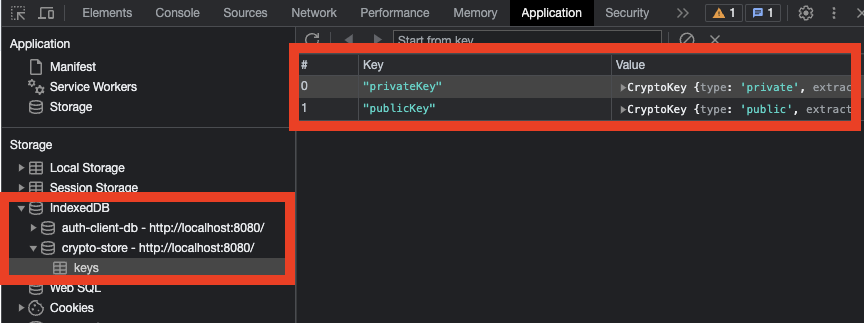 Elements Console Sources Network Performance Memory Application Security 1 1
Application
Manifest
Service Workers
Storage
Storage
Local Storage
Session Storage
IndexedDB
auth-client-db - http://localhost:8080/
crypto-store - http://localhost:8080/
keys
Web SQL
Cookies
Start from key
# Key Value
0 "privateKey" CryptoKey {type: 'private', extract
1 "publicKey" CryptoKey {type: 'public', extract